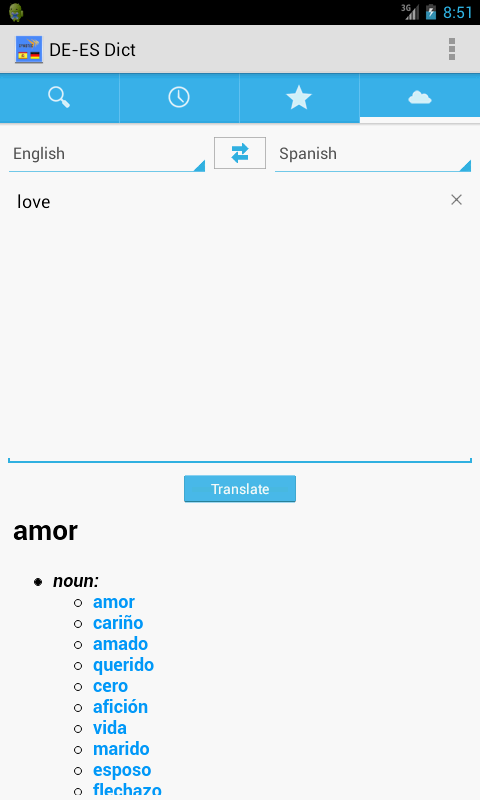 3G 8:51
DE-ES Dict
English Spanish
love
Translate
amor
noun:
amor
cariño
amado
querido
cero
afición
vida
marido
esposo
flechazo